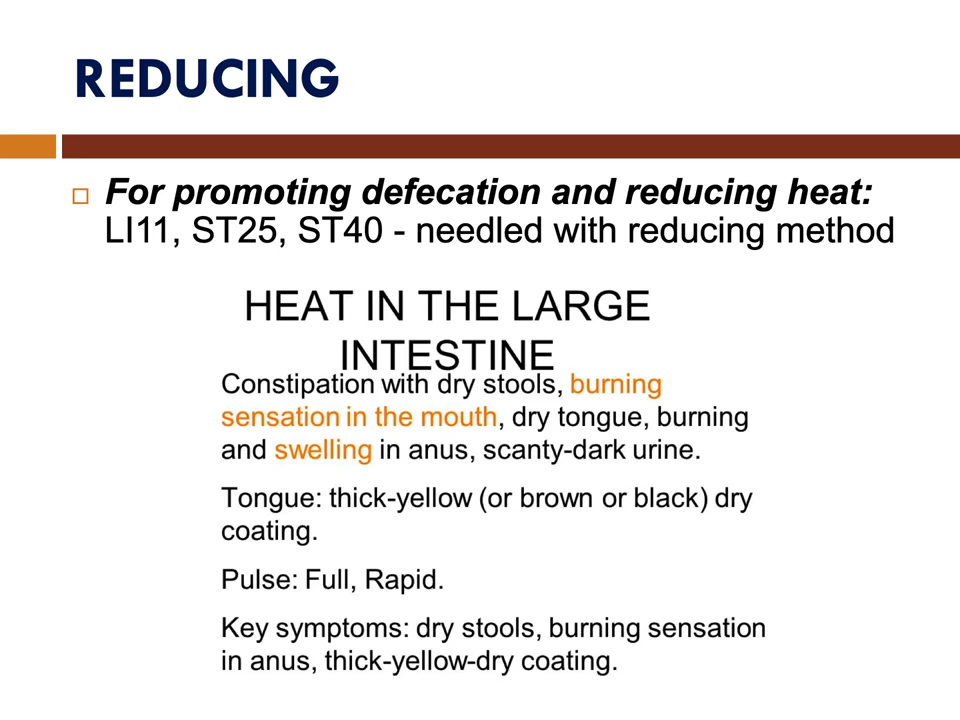 REDUCING
For promoting defecation and reducing heat:
LI11, ST25, ST40 - needled with reducing method
HEAT IN THE LARGE
INTESTINE
Constipation with dry stools, burning
sensation in the mouth, dry tongue, burning
and swelling in anus, scanty-dark urine.
Tongue: thick-yellow (or brown or black) dry
coating.
Pulse: Full, Rapid.
Key symptoms: dry stools, burning sensation
in anus, thick-yellow-dry coating.